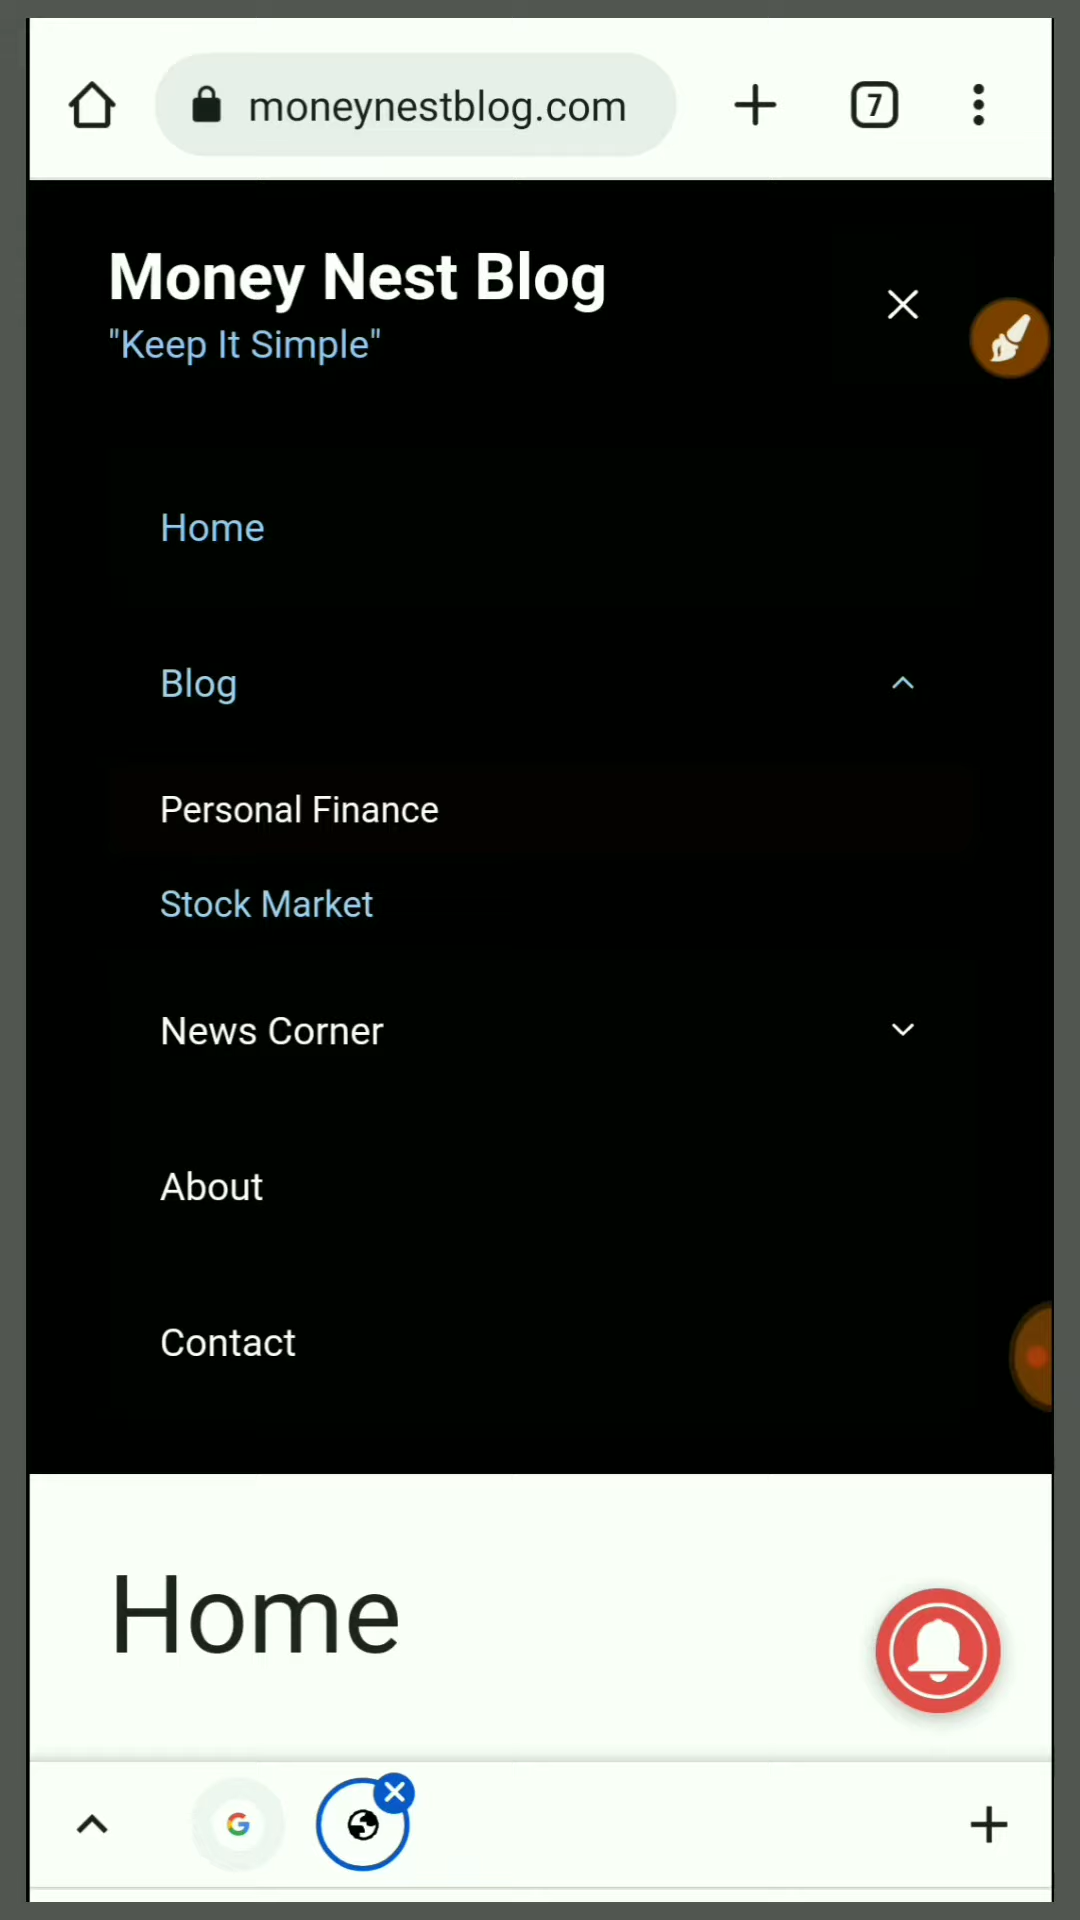 moneynestblog.com
7
Money Nest Blog
"Keep It Simple"
Home
Blog
Personal Finance
Stock Market
News Corner
About
Contact
Home
G